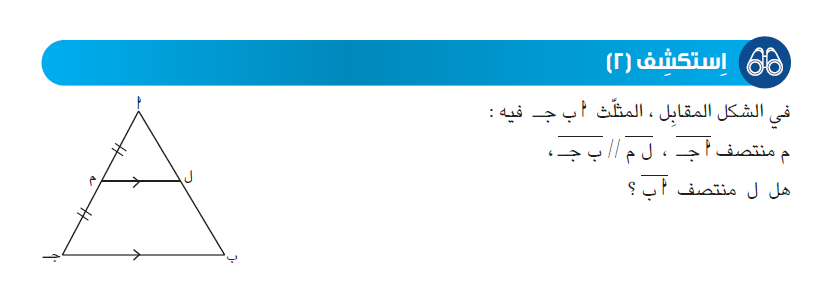 اِستكشِف (٢)
في الشكل المقابِل ، المثلّث أ ب جـ فيه :
م منتصف أ جـ ، ل م // ب جـ ،
هل ل منتصف أ ب ؟
أ
م
ل
جـ
ب